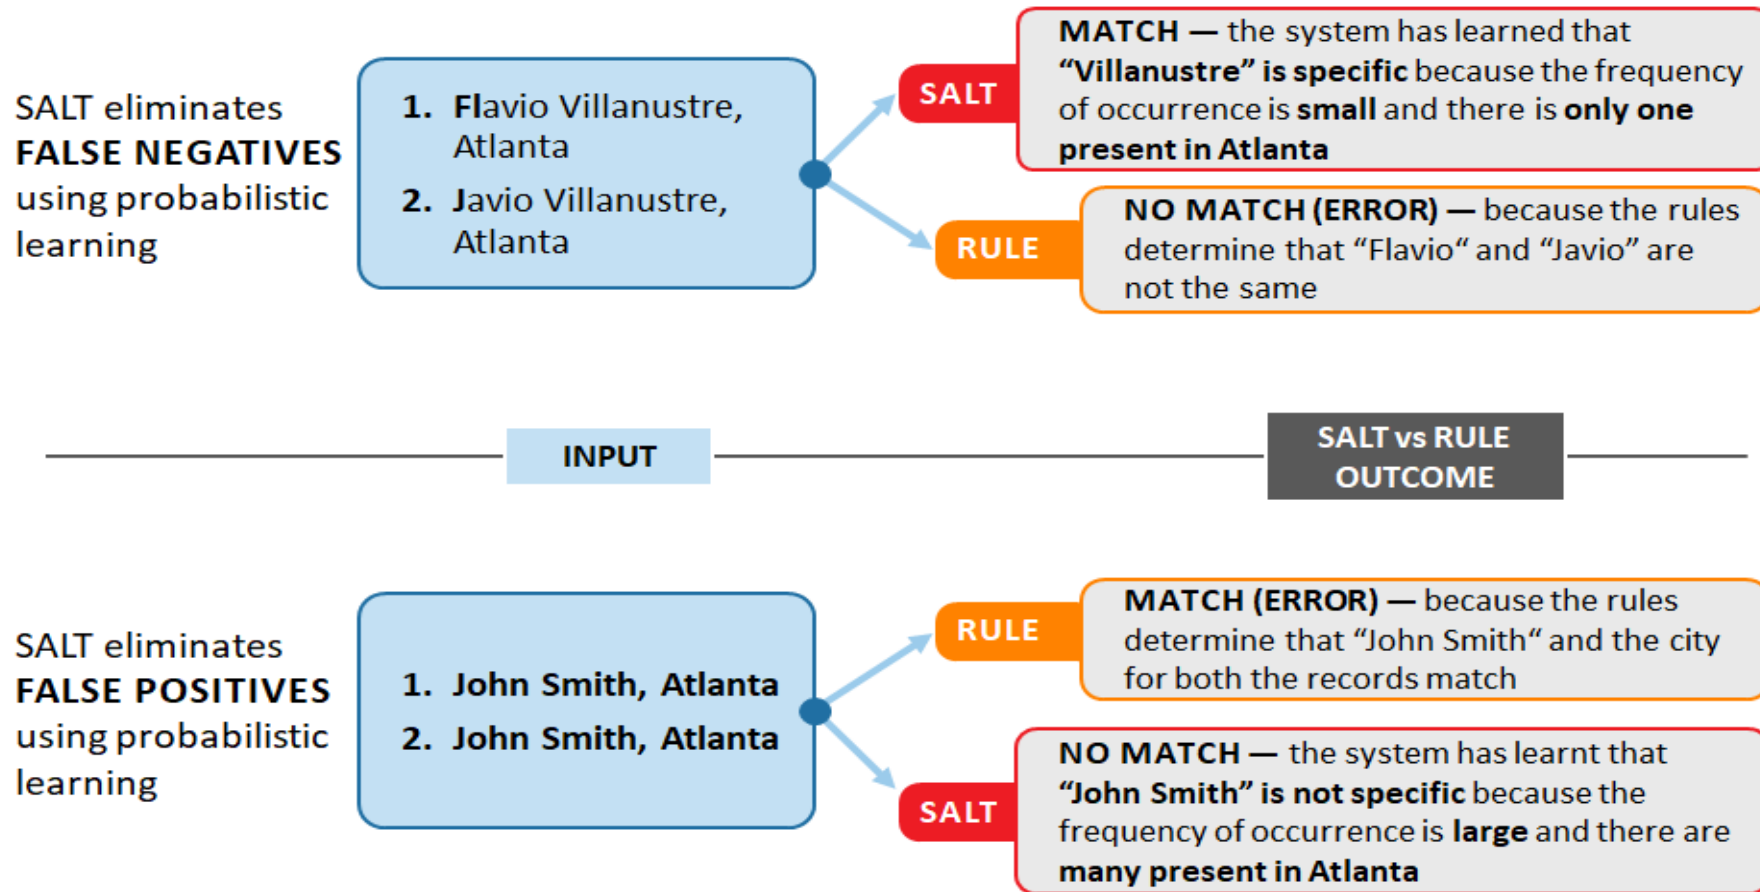 SALT eliminates
FALSE NEGATIVES
using probabilistic
learning
1. Flavio Villanustre,
Atlanta
2. Javio Villanustre,
Atlanta
SALT
MATCH — the system has learned that
“Villanustre” is specific because the frequency
of occurrence is small and there is only one
present in Atlanta
RULE
NO MATCH (ERROR) — because the rules
determine that “Flavio“ and “Javio” are
not the same
INPUT
SALT vs RULE
OUTCOME
SALT eliminates
FALSE POSITIVES
using probabilistic
learning
1. John Smith, Atlanta
2. John Smith, Atlanta
RULE
MATCH (ERROR) — because the rules
determine that “John Smith“ and the city
for both the records match
SALT
NO MATCH — the system has learnt that
“John Smith” is not specific because the
frequency of occurrence is large and there are
many present in Atlanta